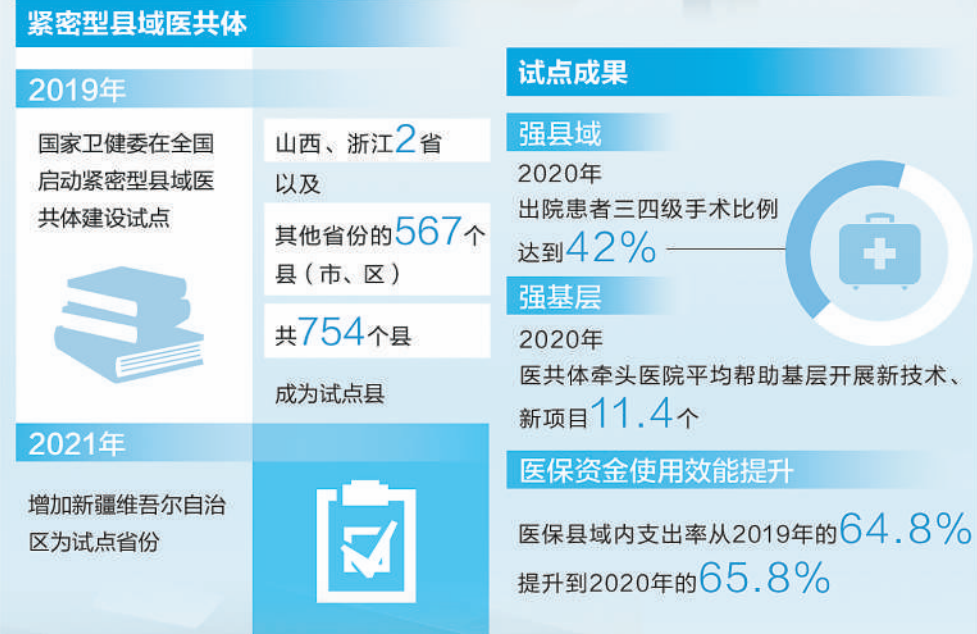 紧密型县域医共体
2019年
国家卫健委在全国
启动紧密型县域医
共体建设试点
山西、浙江2省
以及
其他省份的567个
县（市、区）
共754个县
成为试点县
2021年
增加新疆维吾尔自治
区为试点省份
试点成果
强县域
2020年
出院患者三四级手术比例
达到42%
强基层
2020年
医共体牵头医院平均帮助基层开展新技术、
新项目11.4个
医保资金使用效能提升
医保县域内支出率从2019年的64.8%
提升到2020年的65.8%